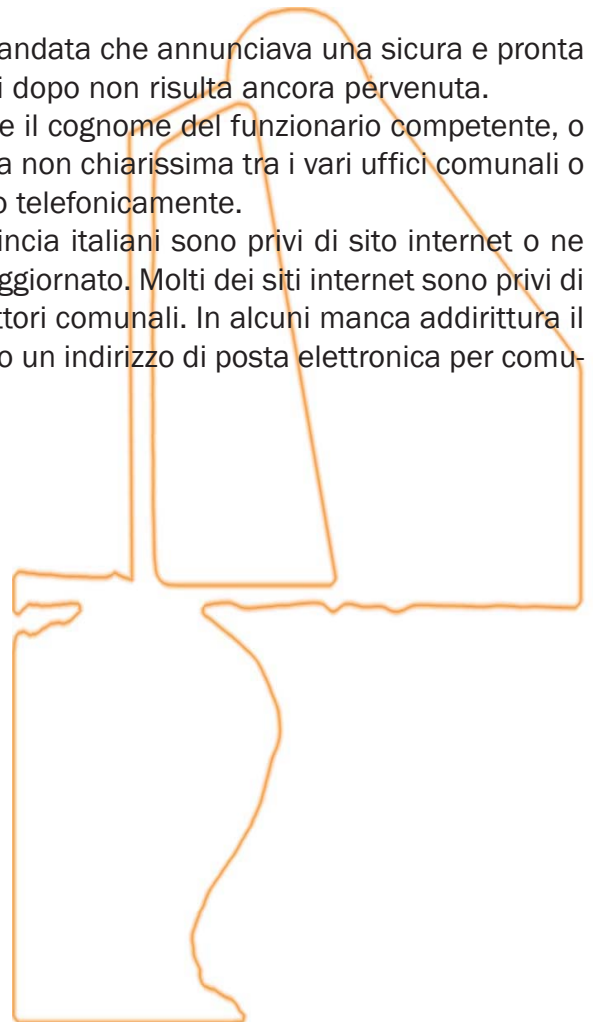 andata che annunciava una sicura e pronta
i dopo non risulta ancora pervenuta.
e il cognome del funzionario competente, o
a non chiarissima tra i vari uffici comunali o
o telefonicamente.
incia italiani sono privi di sito internet o ne
ggiornato. Molti dei siti internet sono privi di
ttori comunali. In alcuni manca addirittura il
o un indirizzo di posta elettronica per comu-